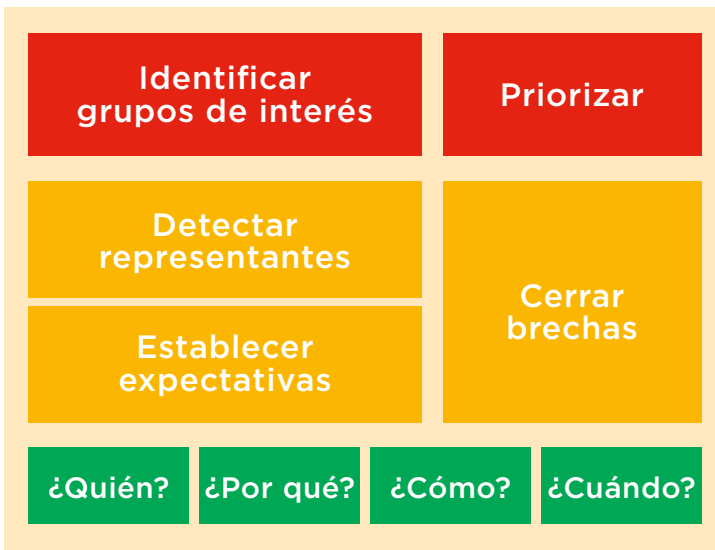 Identificar
grupos de interés
Priorizar
Detectar
representantes
Establecer
expectativas
Cerrar
brechas
¿Quién?
¿Por qué?
¿Cómo?
¿Cuándo?